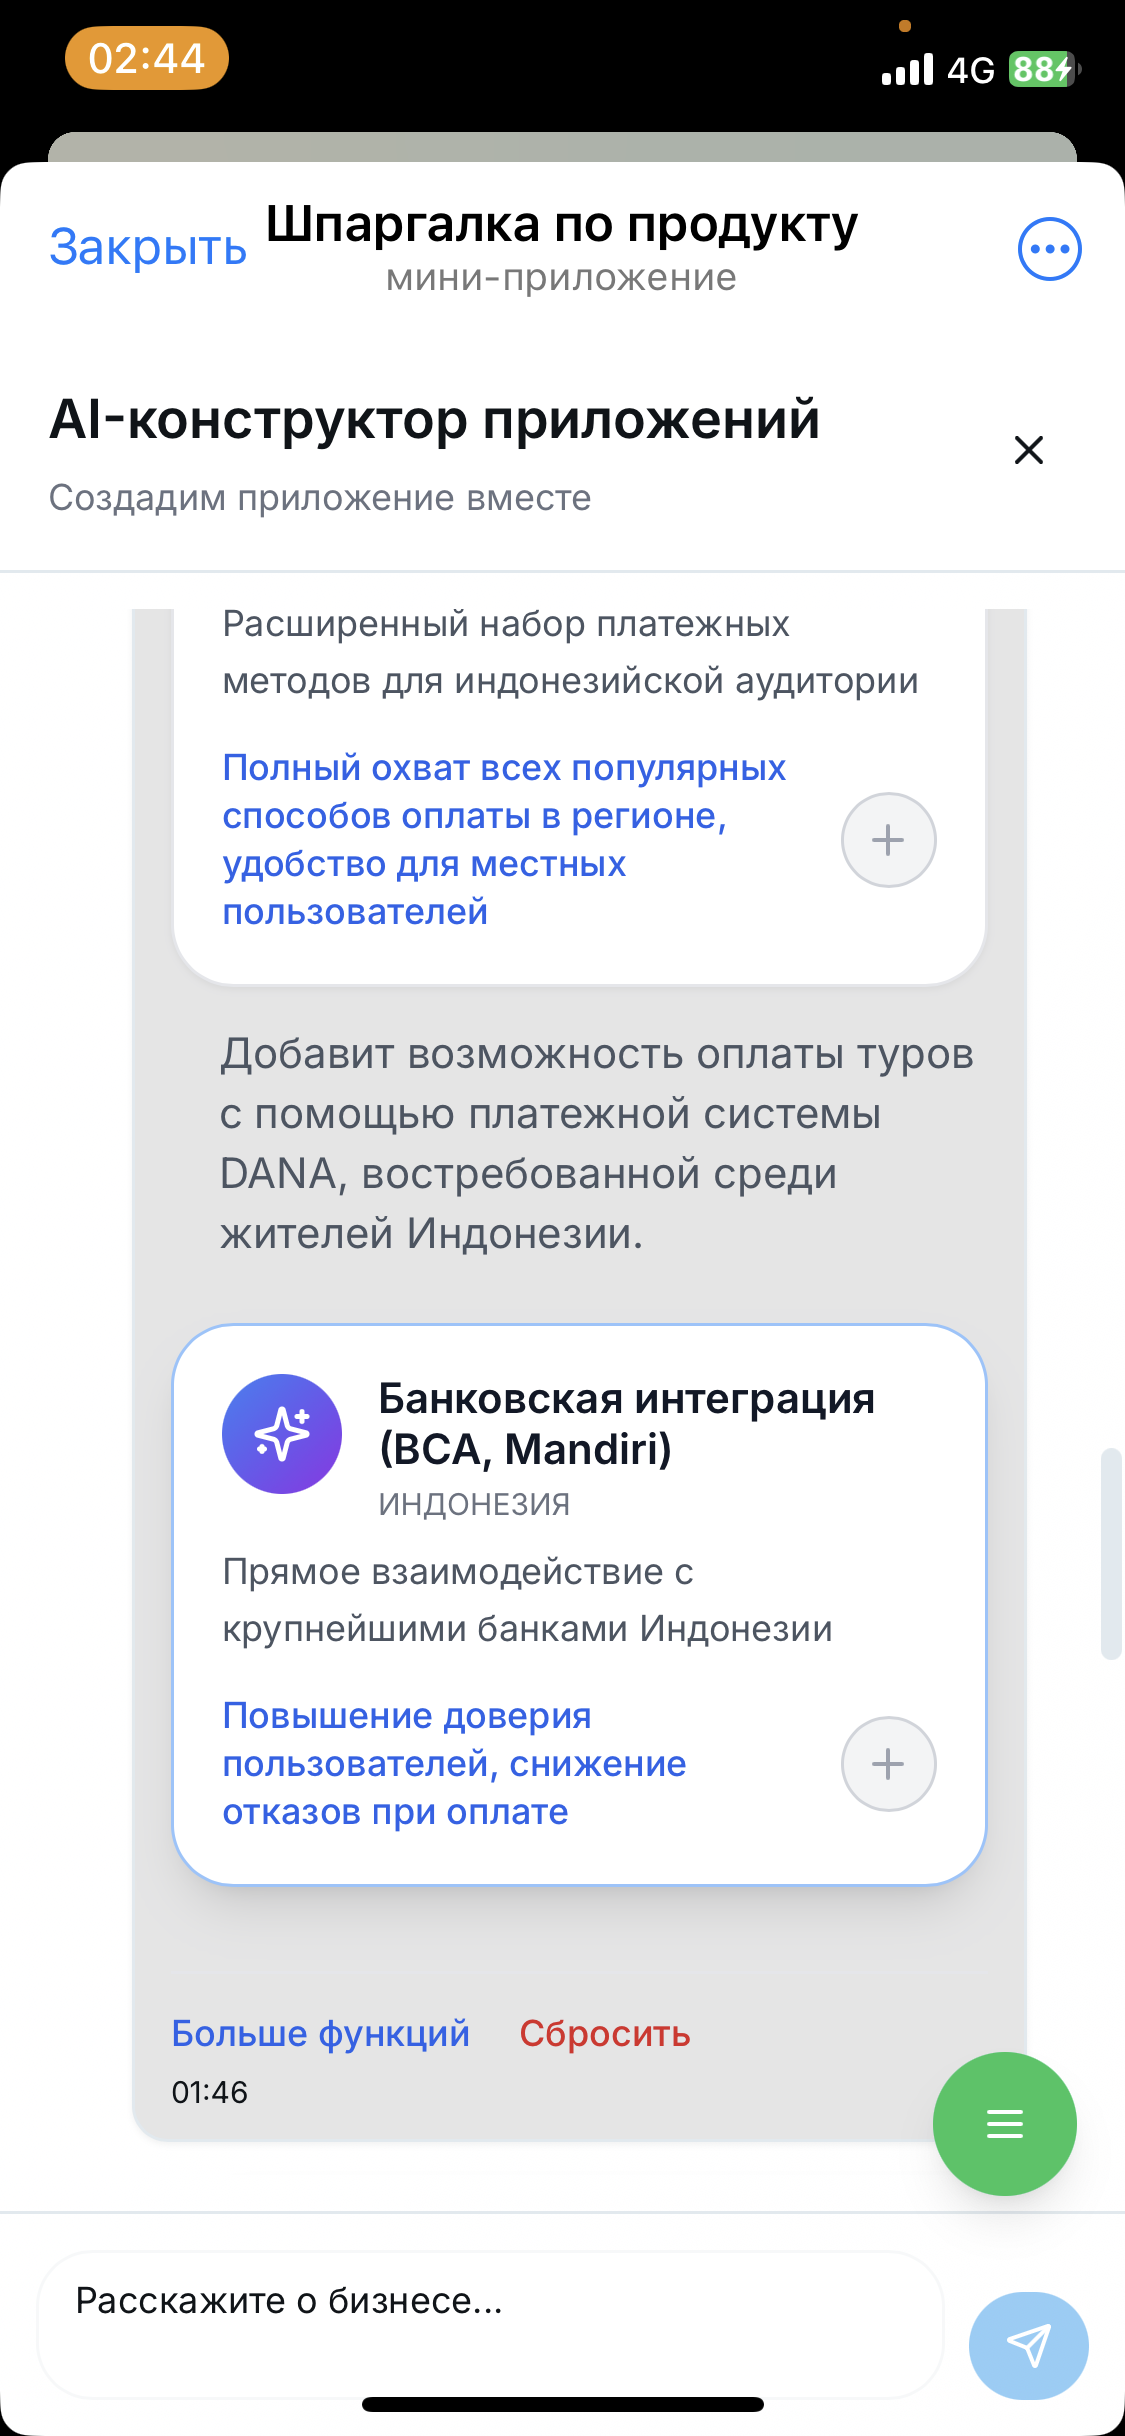 02:44
4G
88
Закрыть
Шпаргалка по продукту
мини-приложение
AI-конструктор приложений
Создадим приложение вместе
Расширенный набор платежных
методов для индонезийской аудитории
Полный охват всех популярных
способов оплаты в регионе,
удобство для местных
пользователей
Добавит возможность оплаты туров
с помощью платежной системы
DANA, востребованной среди
жителей Индонезии.
Банковская интеграция
(BCA, Mandiri)
ИНДОНЕЗИЯ
Прямое взаимодействие с
крупнейшими банками Индонезии
Повышение доверия
пользователей, снижение
отказов при оплате
Больше функций
Сбросить
01:46
Расскажите о бизнесе...